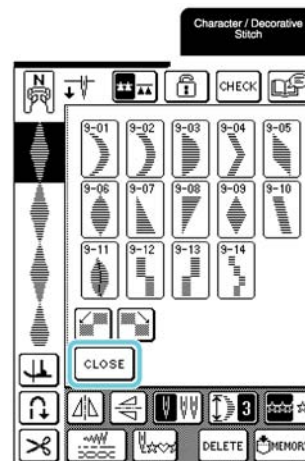 Character / Decorative
Stitch
N
CHECK
9-01 9-02 9-03 9-04 9-05
9-06 9-07 9-08 9-09 9-10
9-11 9-12 9-13 9-14
CLOSE
3
DELETE MEMOR